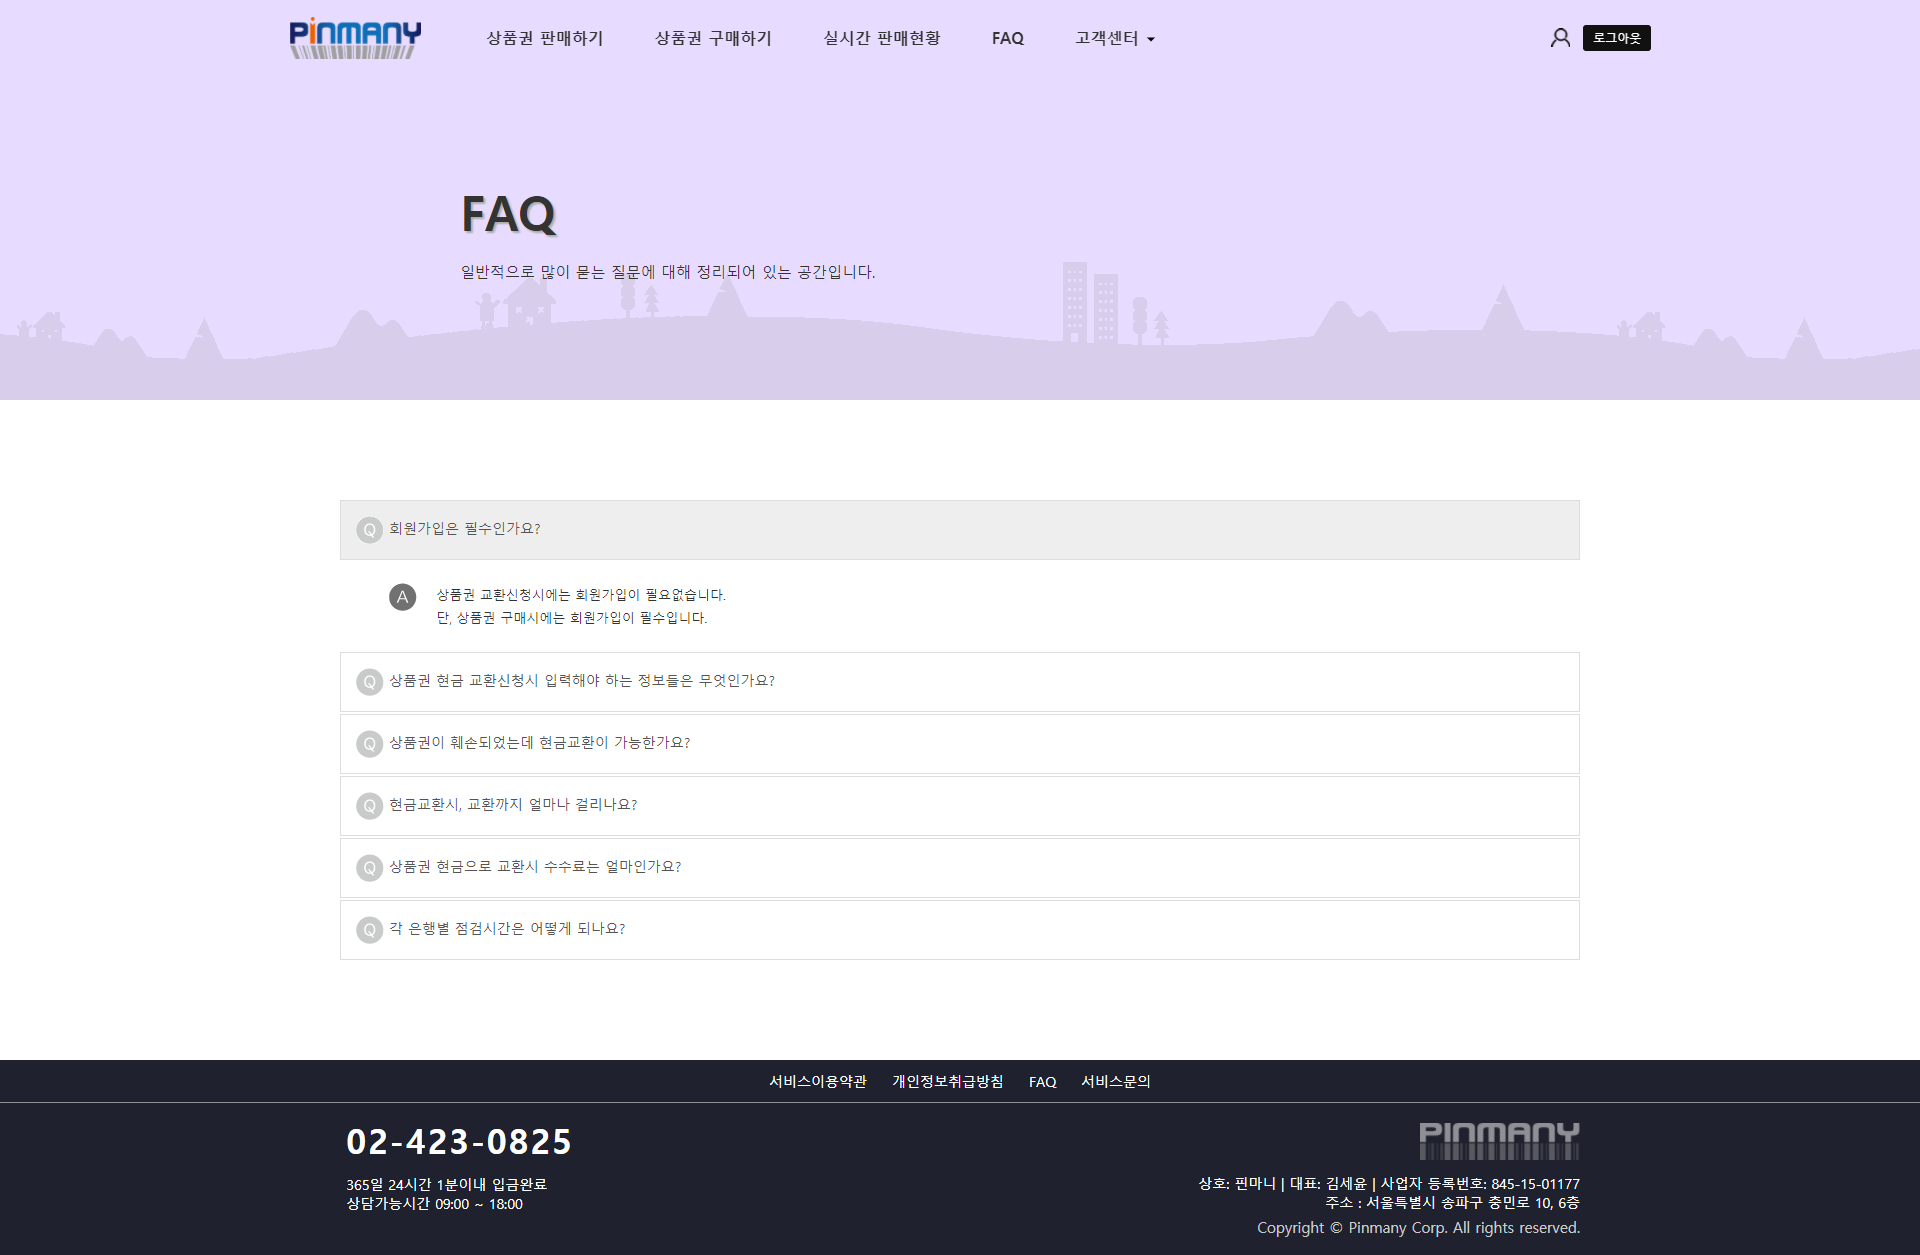 PINMANY
상품권 판매하기
상품권 구매하기
실시간 판매현황
FAQ
고객센터
로그아웃
FAQ
일반적으로 많이 묻는 질문에 대해 정리되어 있는 공간입니다.
Q 회원가입은 필수인가요?
A 상품권 교환신청시에는 회원가입이 필요없습니다.
단, 상품권 구매시에는 회원가입이 필수입니다.
Q 상품권 현금 교환신청시 입력해야 하는 정보들은 무엇인가요?
Q 상품권이 훼손되었는데 현금교환이 가능한가요?
Q 현금교환시, 교환까지 얼마나 걸리나요?
Q 상품권 현금으로 교환시 수수료는 얼마인가요?
Q 각 은행별 점검시간은 어떻게 되나요?
서비스이용약관
개인정보취급방침
FAQ
서비스문의
02-423-0825
365일 24시간 1분이내 입금완료
상담가능시간 09:00 ~ 18:00
PINMANY
상호: 핀마니 | 대표: 김세윤 | 사업자 등록번호: 845-15-01177
주소 : 서울특별시 송파구 충민로 10, 6층
Copyright © Pinmany Corp. All rights reserved.